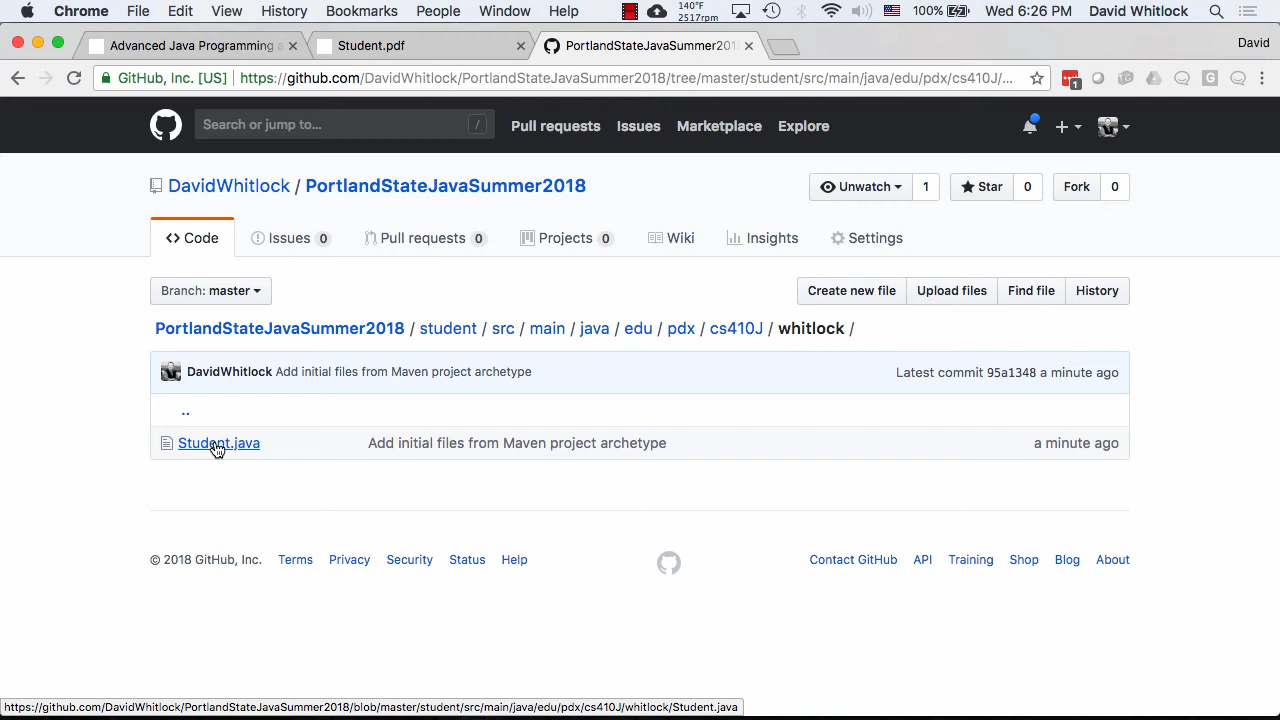 Chrome File Edit View History Bookmarks People Window Help 140°F 2517rpm 100% Wed 6:26 PM David Whitlock
Advanced Java Programming Student.pdf PortlandStateJavaSummer201 David
GitHub, Inc. [US] https://github.com/DavidWhitlock/PortlandStateJavaSummer2018/tree/master/student/src/main/java/edu/pdx/cs410J/... 1
Search or jump to... / Pull requests Issues Marketplace Explore
DavidWhitlock / PortlandStateJavaSummer2018 Unwatch 1 Star 0 Fork 0
Code Issues 0 Pull requests 0 Projects 0 Wiki Insights Settings
Branch: master Create new file Upload files Find file History
PortlandStateJavaSummer2018 / student / src / main / java / edu / pdx / cs410J / whitlock /
DavidWhitlock Add initial files from Maven project archetype Latest commit 95a1348 a minute ago
..
Student.java Add initial files from Maven project archetype a minute ago
© 2018 GitHub, Inc. Terms Privacy Security Status Help Contact GitHub API Training Shop Blog About
https://github.com/DavidWhitlock/PortlandStateJavaSummer2018/blob/master/student/src/main/java/edu/pdx/cs410J/whitlock/Student.java